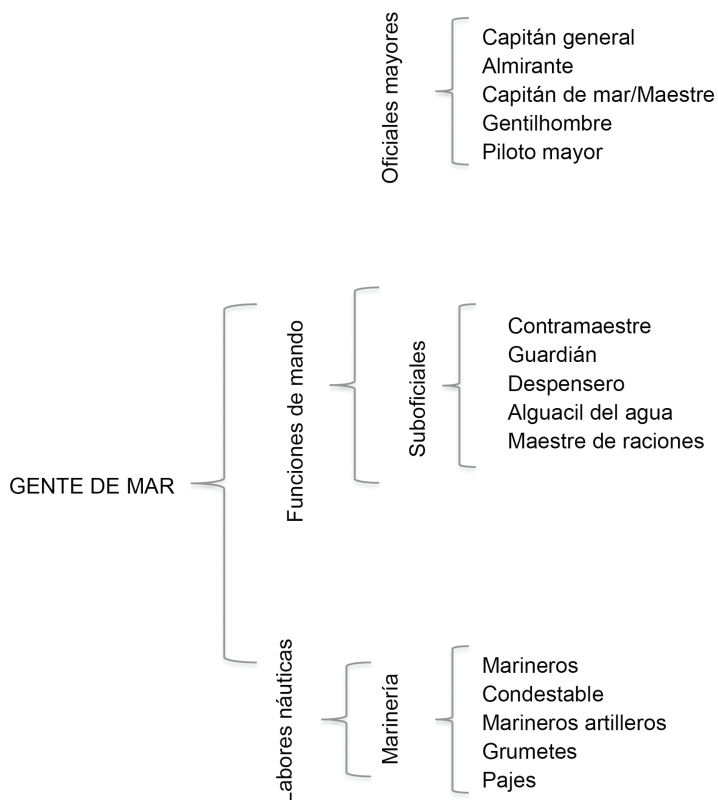 Oficiales mayores
Capitán general
Almirante
Capitán de mar/Maestre
Gentilhombre
Piloto mayor
GENTE DE MAR
Funciones de mando
Suboficiales
Contramaestre
Guardián
Despensero
Alguacil del agua
Maestre de raciones
Labores náuticas
Marinería
Marineros
Condestable
Marineros artilleros
Grumetes
Pajes